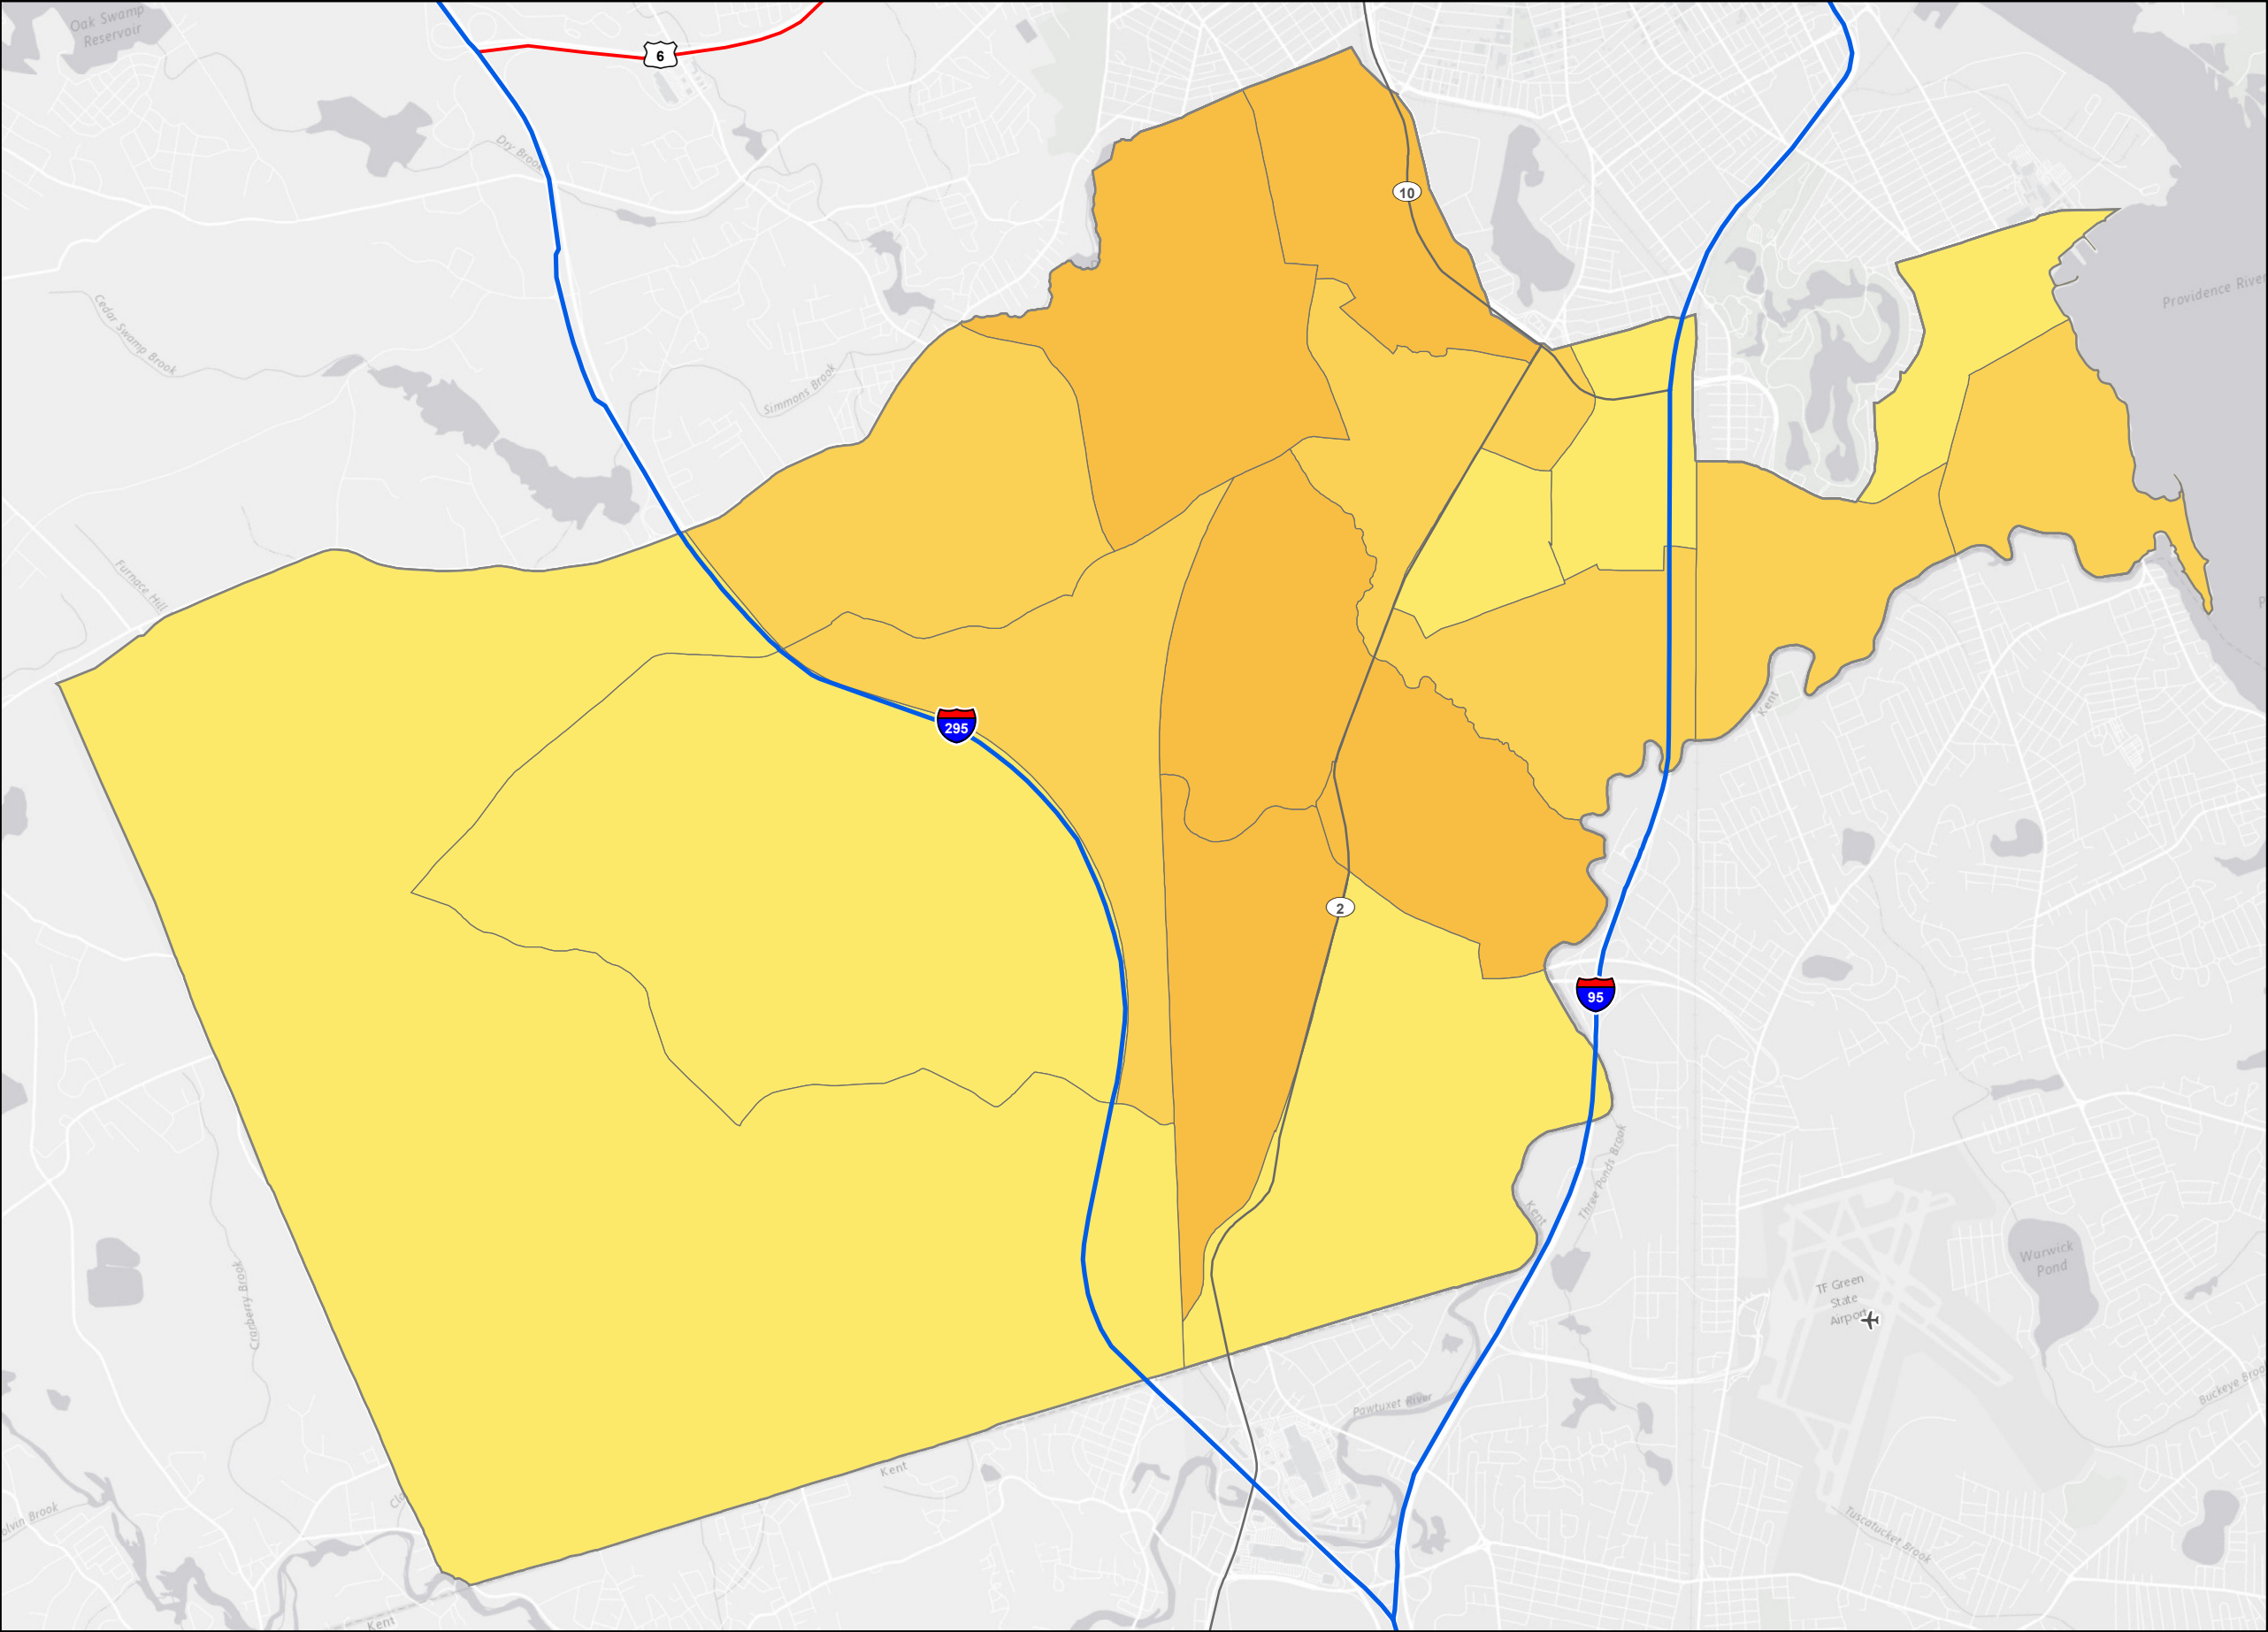 Oak Swamp
Reservoir
6
Dry Brook
10
Providence River
Cedar Swamp Brook
Simmons Brook
Furnace Hill
295
Kent
2
95
Three Ponds Brook
Kent
Warwick
Pond
TF Green
State
Airport
Cranberry Brook
Buckeye Broo
Pawtuxet River
Kent
Tuscatucket Brook
olvin Brook
Kent